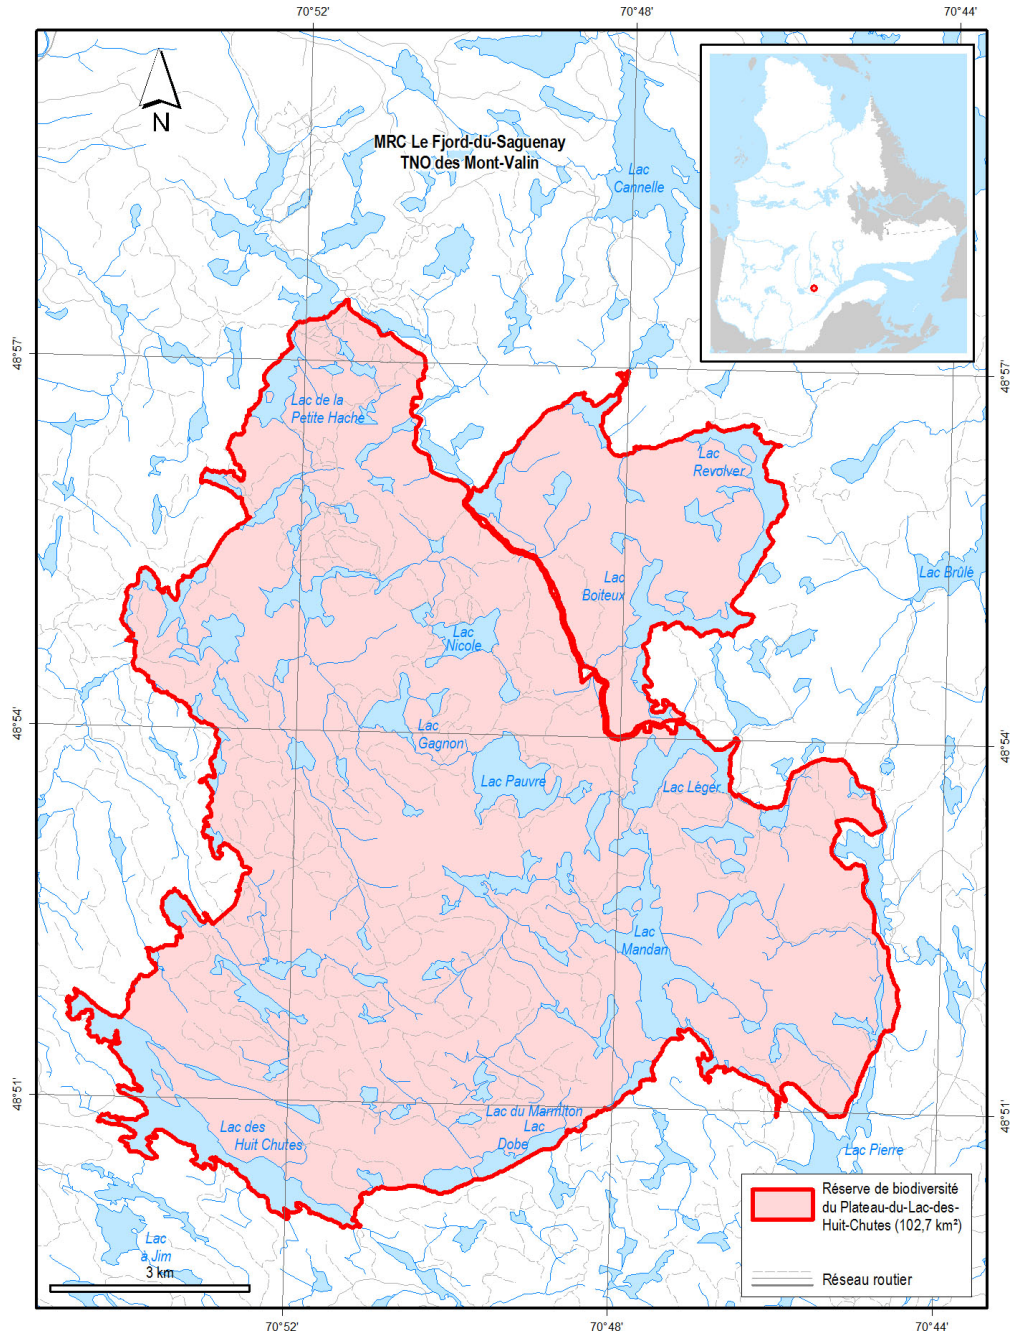 70°52'
70°48'
70°44'
N
MRC Le Fjord-du-Saguenay
TNO des Mont-Valin
Lac
Cannelle
48°57'
48°57'
Lac de la
Petite Hache
Lac
Revolver
Lac
Boiteux
Lac Brûlé
Lac
Nicole
48°54'
48°54'
Lac
Gagnon
Lac Pauvre
Lac Léger
Lac
Mandan
48°51'
48°51'
Lac du Marmiton
Lac
Dobe
Lac des
Huit Chutes
Lac Pierre
Lac
à Jim
3 km
Réserve de biodiversité
du Plateau-du-Lac-des-
Huit-Chutes (102,7 km²)
Réseau routier
70°52'
70°48'
70°44'